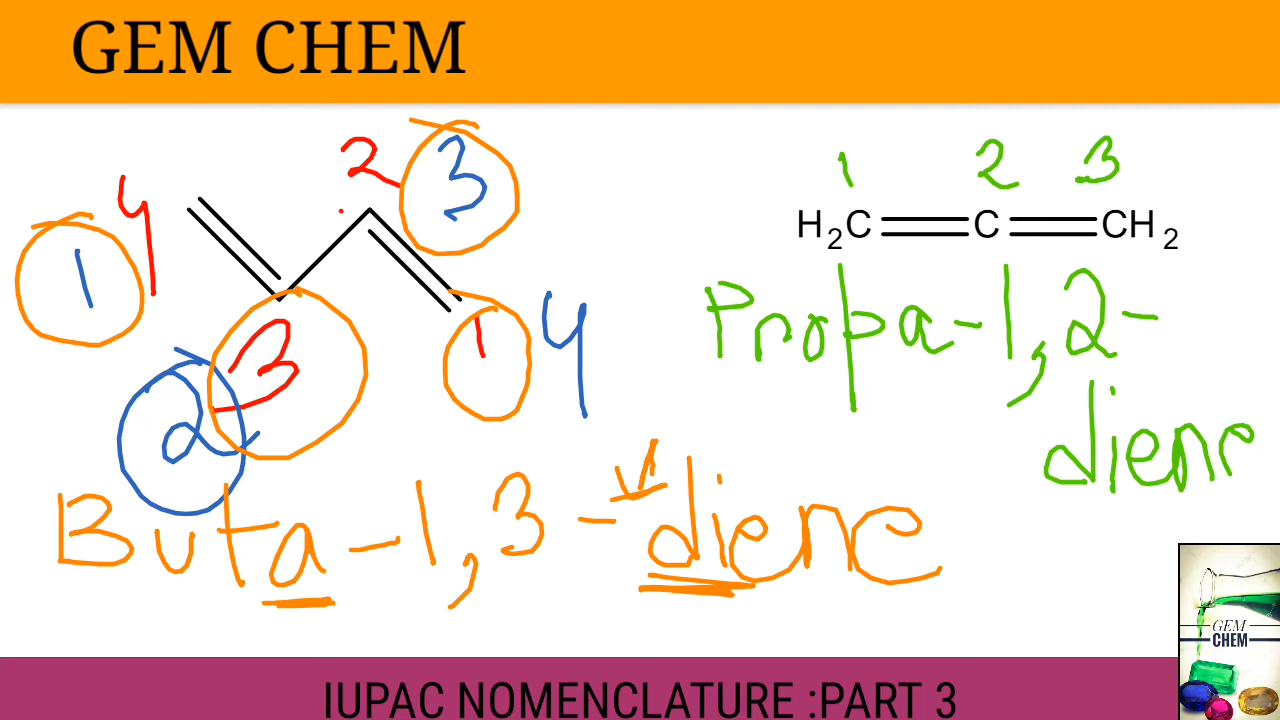 GEM CHEM
4
1
2
3
3
2
1
4
Buta-1,3-diene
1 2 3
H2C=C=CH2
Propa-1,2-
diene
GEM
CHEM
IUPAC NOMENCLATURE :PART 3